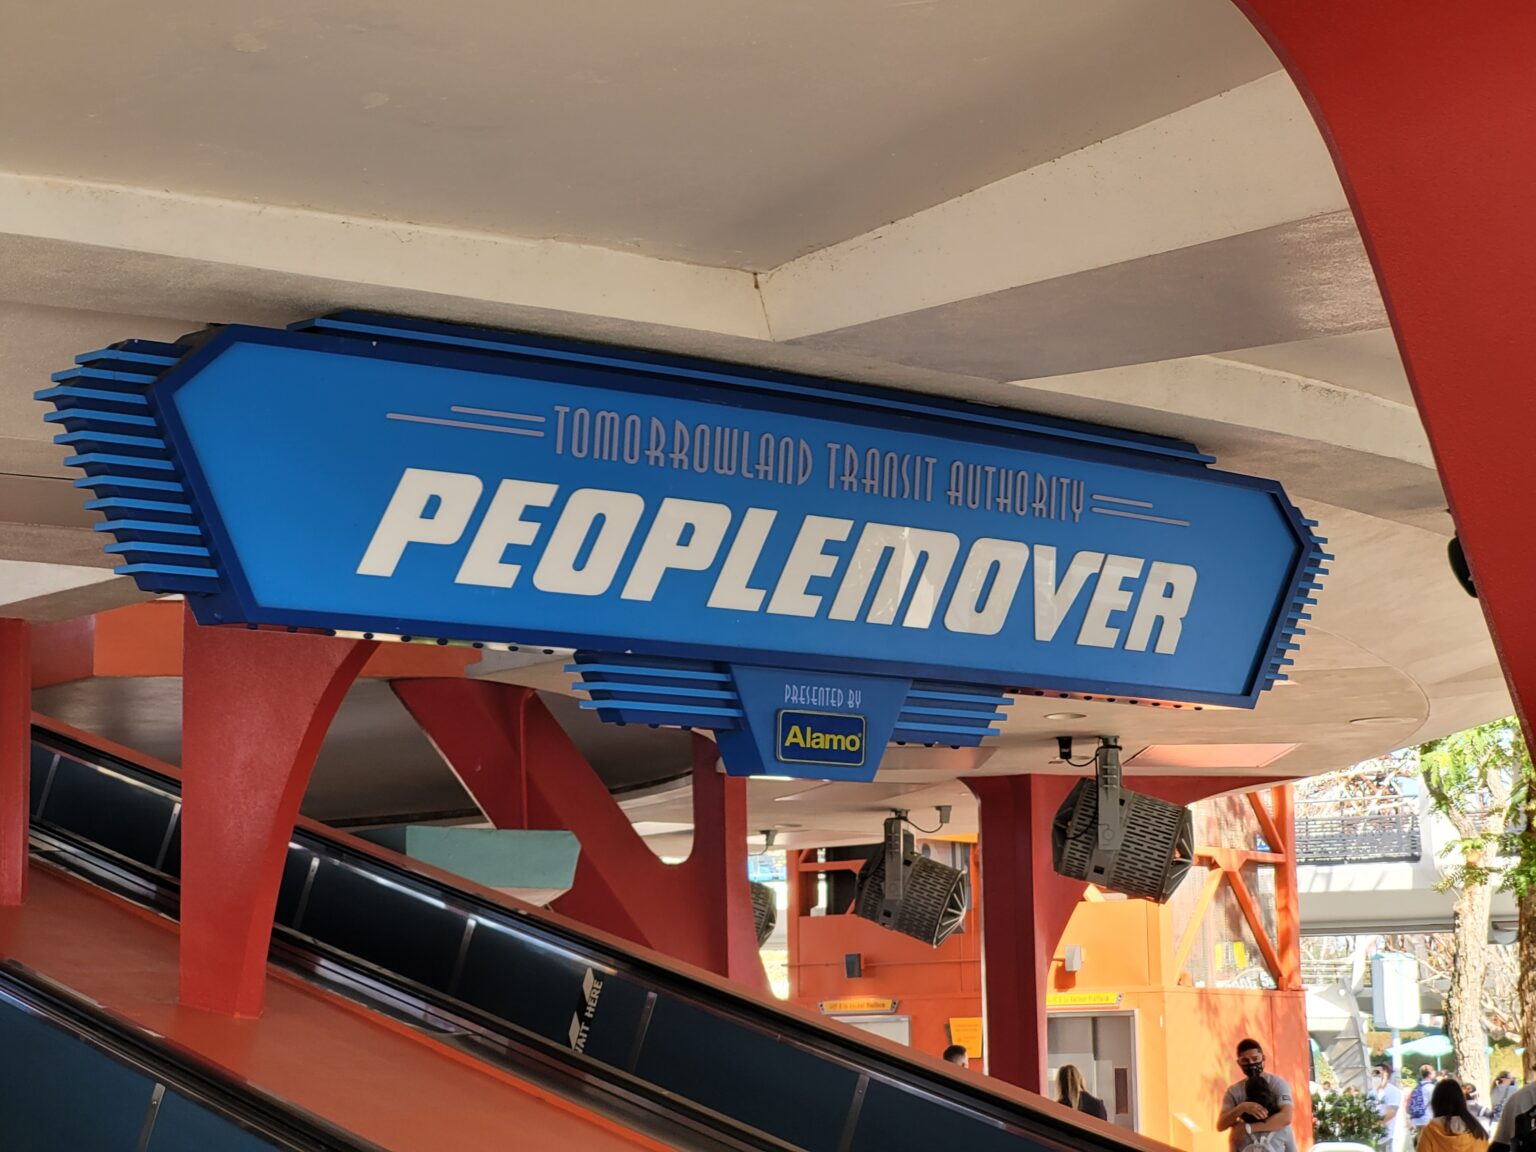 TOMORROWLAND TRANSIT AUTHORITY
PEOPLEMOVER
PRESENTED BY
Alamo
WAIT HERE